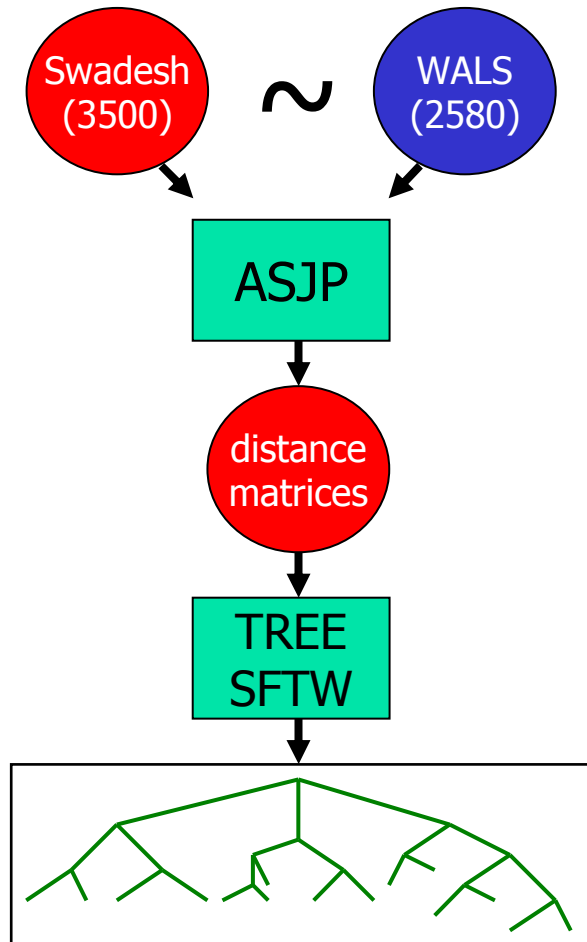 Swadesh
(3500)
~
WALS
(2580)
ASJP
distance
matrices
TREE
SFTW